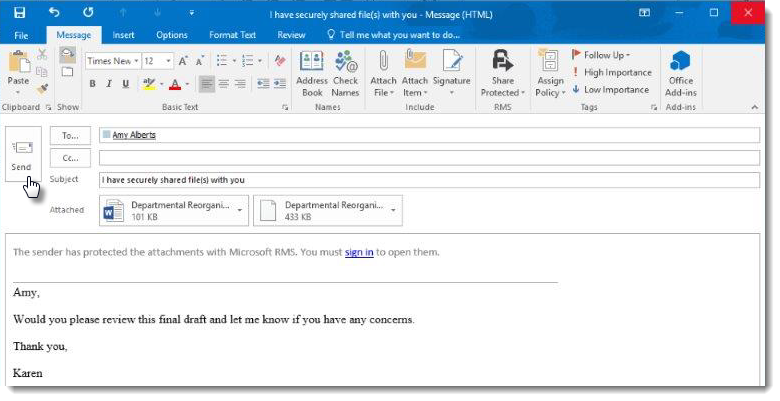 I have securely shared file(s) with you - Message (HTML)
File Message Insert Options Format Text Review Tell me what you want to do...
Paste
Clipboard
Show
Times New 12 A A
B I U aby A
Basic Text
Address Book
Check Names
Names
Attach File
Attach Item
Signature
Include
Share Protected
RMS
Assign Policy
Follow Up
High Importance
Low Importance
Tags
Office Add-ins
Add-ins
Send
To... Amy Alberts
Cc...
Subject I have securely shared file(s) with you
Attached Departmental Reorgani... 101 KB Departmental Reorgani... 433 KB
The sender has protected the attachments with Microsoft RMS. You must sign in to open them.
Amy,
Would you please review this final draft and let me know if you have any concerns.
Thank you,
Karen